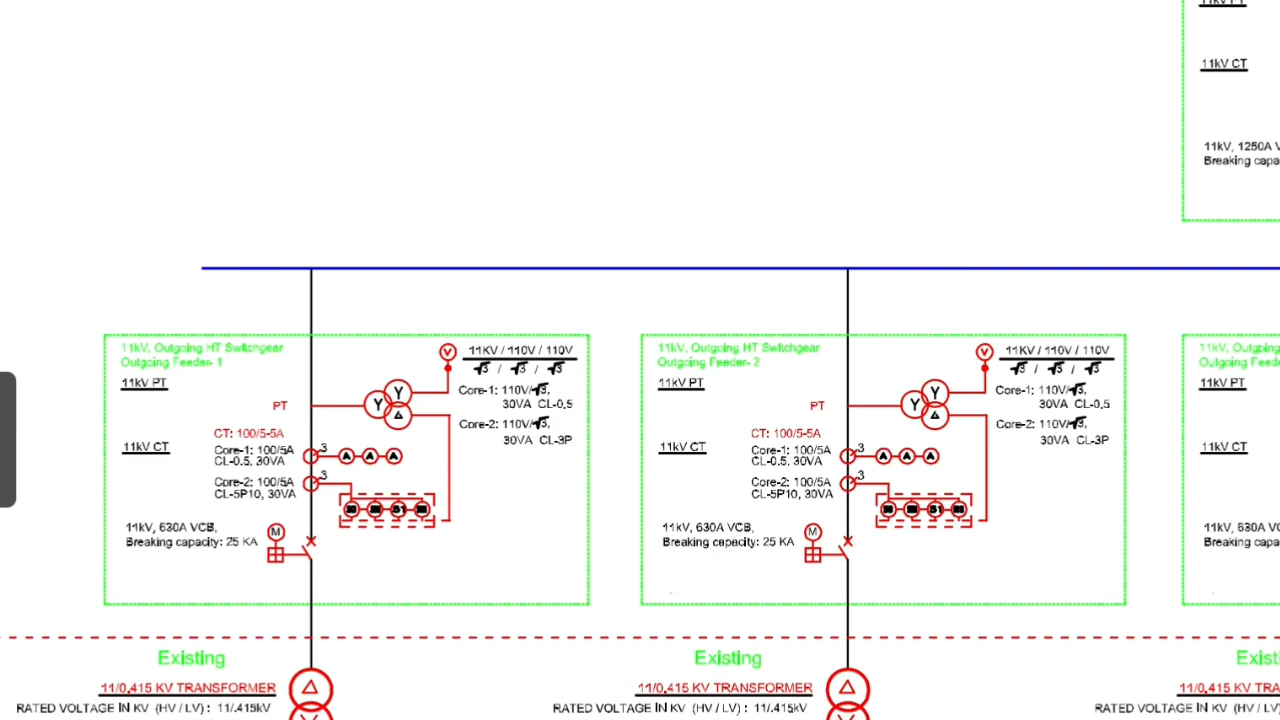 11kV PT
11kV CT
11kV, 1250A V
Breaking capa
11kV, Outgoing HT Switchgear
Outgoing Feeder- 1
11kV PT
PT
V
11KV / 110V / 110V
√3 / √3 / √3
Core-1: 110V/√3,
30VA CL-0.5
Core-2: 110V/√3,
30VA CL-3P
Y
Y
Δ
11kV CT
CT: 100/5-5A
Core-1: 100/5A
CL-0.5, 30VA
3
A A A
Core-2: 100/5A
CL-5P10, 30VA
3
11kV, 630A VCB,
Breaking capacity: 25 KA
M
11kV, Outgoing HT Switchgear
Outgoing Feeder- 2
11kV PT
PT
V
11KV / 110V / 110V
√3 / √3 / √3
Core-1: 110V/√3,
30VA CL-0.5
Core-2: 110V/√3,
30VA CL-3P
Y
Y
Δ
11kV CT
CT: 100/5-5A
Core-1: 100/5A
CL-0.5, 30VA
3
A A A
Core-2: 100/5A
CL-5P10, 30VA
3
11kV, 630A VCB,
Breaking capacity: 25 KA
M
11kV, Outgoing
Outgoing Feede
11kV PT
11kV CT
11kV, 630A VC
Breaking capa
Existing
11/0.415 KV TRANSFORMER
RATED VOLTAGE IN KV (HV / LV) : 11/.415kV
Δ
Existing
11/0.415 KV TRANSFORMER
RATED VOLTAGE IN KV (HV / LV) : 11/.415kV
Δ
Existi
11/0.415 KV TRA
RATED VOLTAGE IN KV (HV / L